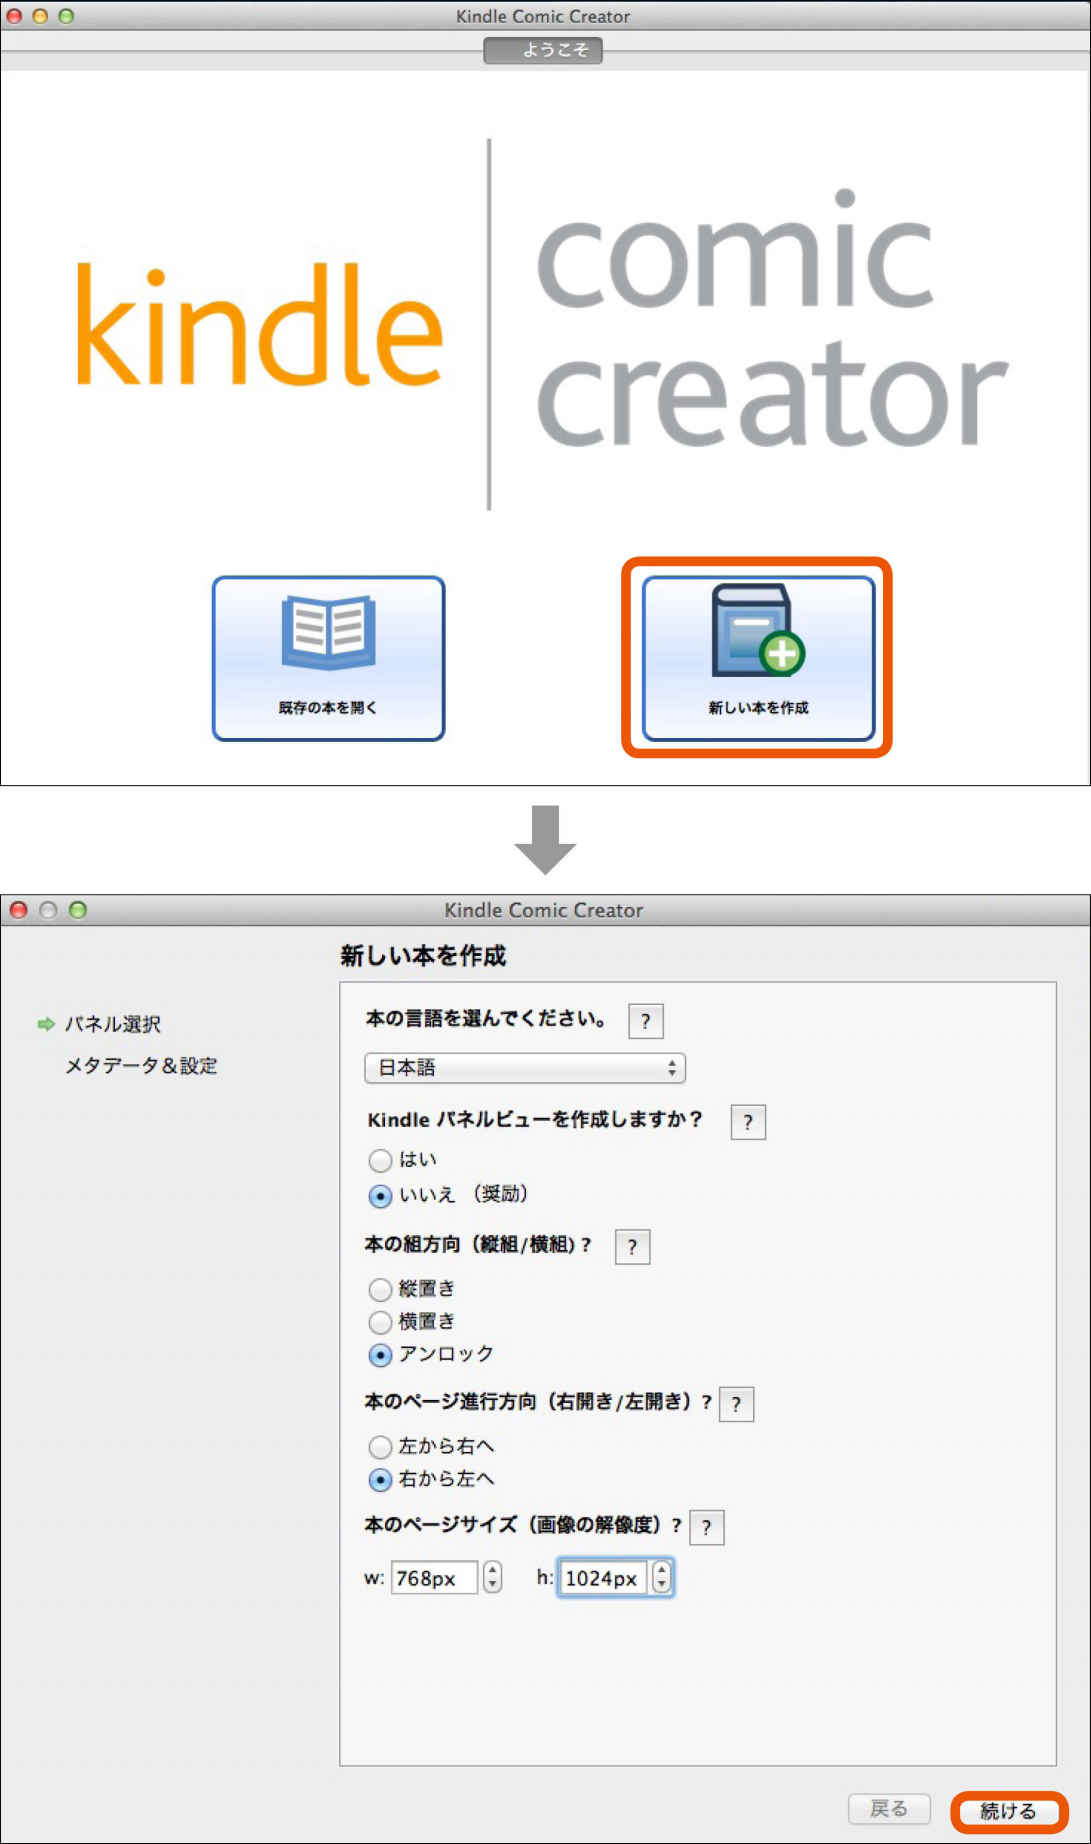 Kindle Comic Creator
ようこそ
kindle
comic
creator
既存の本を開く
新しい本を作成
Kindle Comic Creator
新しい本を作成
パネル選択
メタデータ&設定
本の言語を選んでください。 ?
日本語
Kindle パネルビューを作成しますか? ?
はい
いいえ （奨励）
本の組方向（縦組/横組)？ ?
縦置き
横置き
アンロック
本のページ進行方向（右開き/左開き）? ?
左から右へ
右から左へ
本のページサイズ（画像の解像度）? ?
w: 768px h: 1024px
戻る 続ける